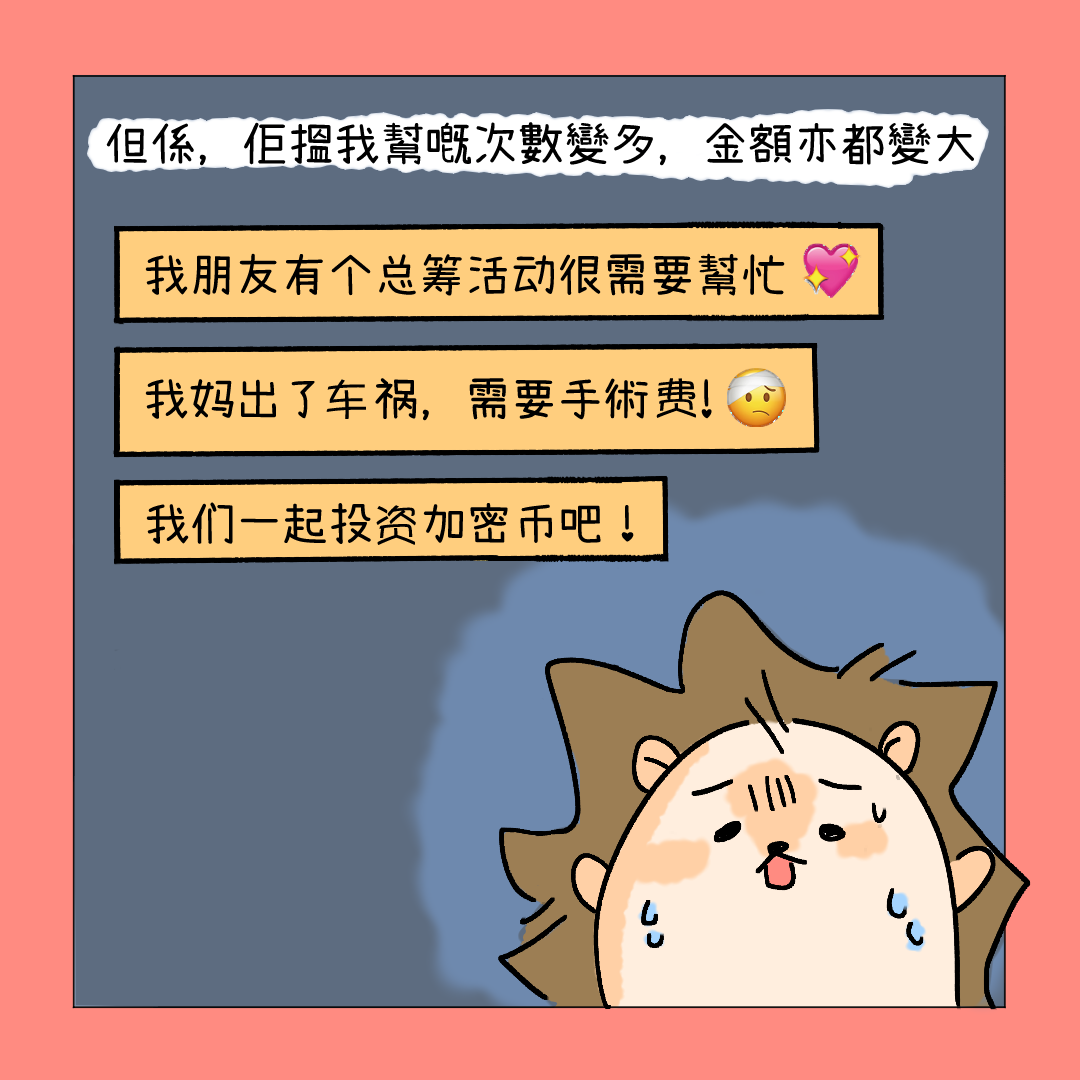 但係，佢搵我幫嘅次數變多，金額亦都變大
我朋友有个总筹活动很需要幫忙 💖
我妈出了车祸，需要手術费! 🤕
我们一起投资加密币吧！